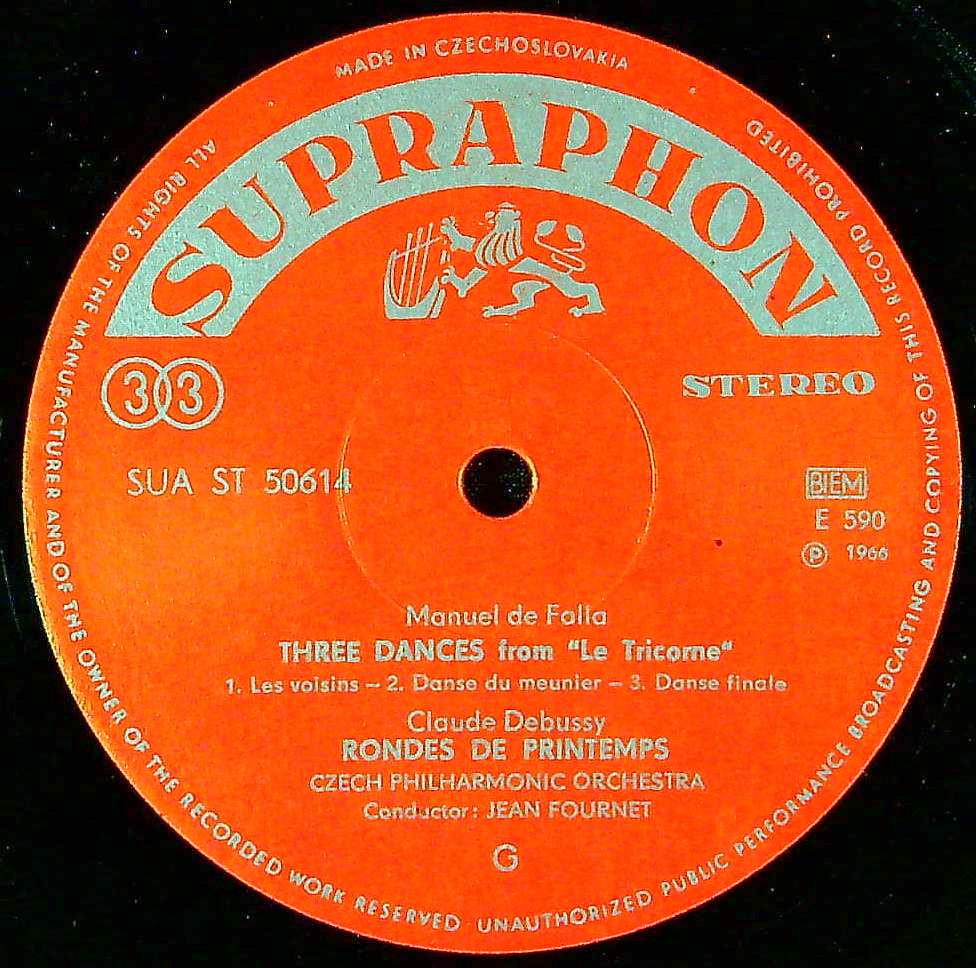 MADE IN CZECHOSLOVAKIA
SUPRAPHON
33
STEREO
SUA ST 50614
BIEM
E 590
℗ 1966
Manuel de Falla
THREE DANCES from "Le Tricorne"
1. Les voisins – 2. Danse du meunier – 3. Danse finale
Claude Debussy
RONDES DE PRINTEMPS
CZECH PHILHARMONIC ORCHESTRA
Conductor: JEAN FOURNET
G
ALL RIGHTS OF THE MANUFACTURER AND OF THE OWNER OF THE RECORDED WORK RESERVED UNAUTHORIZED PUBLIC PERFORMANCE BROADCASTING AND COPYING OF THIS RECORD PROHIBITED